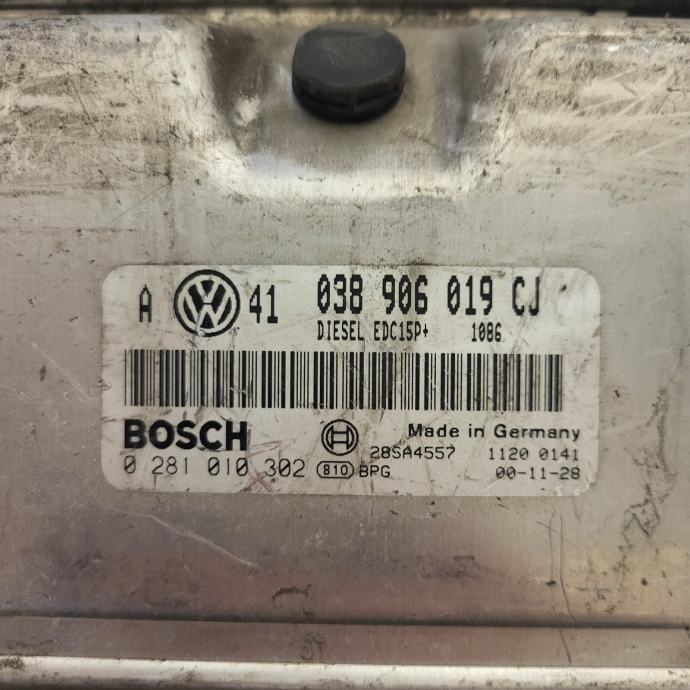 A VW 41 038 906 019 CJ
DIESEL EDC15P+ 1086
BOSCH Made in Germany
28SA4557 1120 0141
0 281 010 302 810 BPG 00-11-28